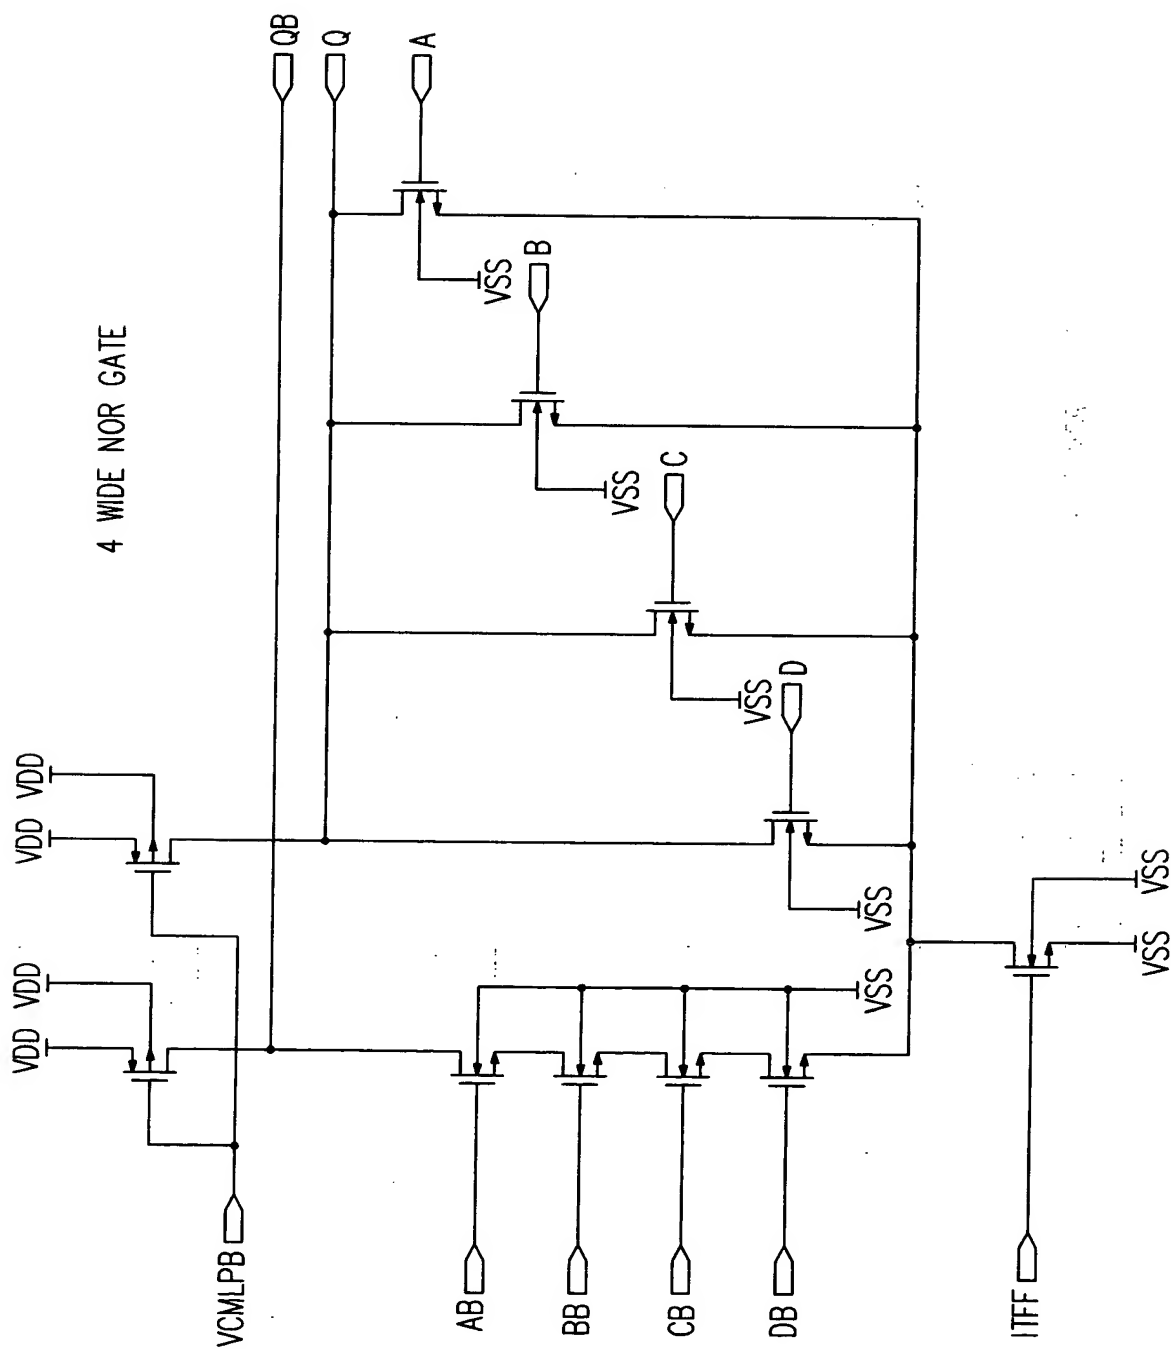 4 WIDE NOR GATE
VDD
VDD
VDD
VDD
QB
Q
A
VCMLPB
VSS
B
VSS
C
VSS
D
VSS
AB
BB
CB
DB
VSS
ITFF
VSS
VSS